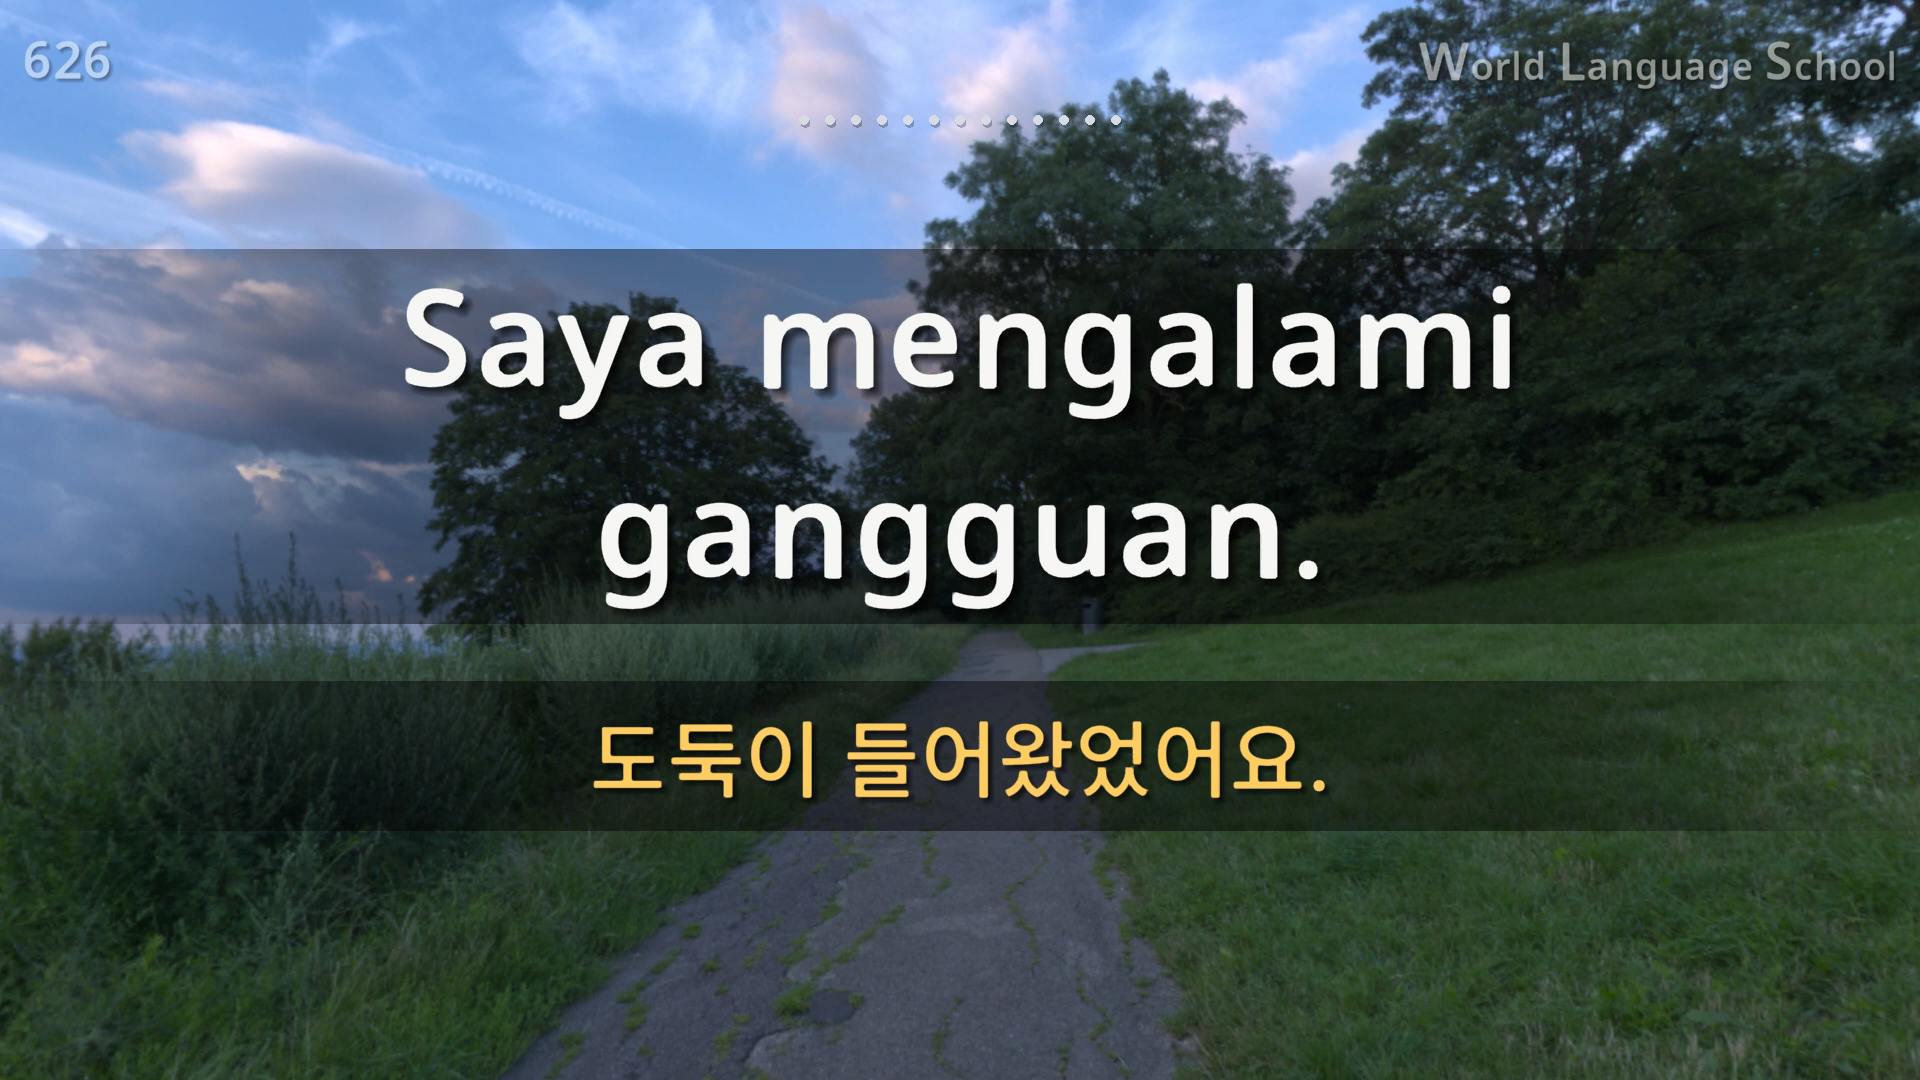 626
World Language School
Saya mengalami
gangguan.
도둑이 들어왔었어요.